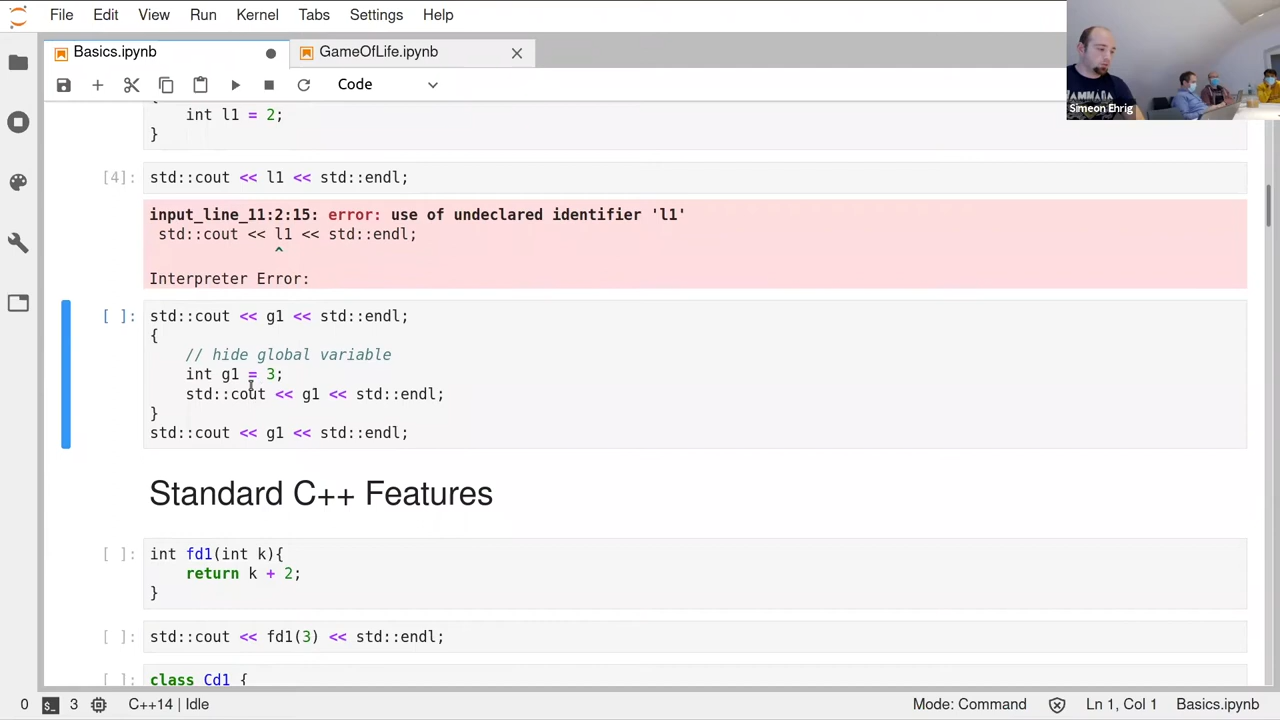 File Edit View Run Kernel Tabs Settings Help
Basics.ipynb
GameOfLife.ipynb
Code
Simeon Ehrig
int l1 = 2;
}
[4]: std::cout << l1 << std::endl;
input_line_11:2:15: error: use of undeclared identifier 'l1'
std::cout << l1 << std::endl;
^
Interpreter Error:
[ ]: std::cout << g1 << std::endl;
{
// hide global variable
int g1 = 3;
std::cout << g1 << std::endl;
}
std::cout << g1 << std::endl;
Standard C++ Features
[ ]: int fd1(int k){
return k + 2;
}
[ ]: std::cout << fd1(3) << std::endl;
[ ]: class Cd1 {
0 $_ 3 C++14 | Idle Mode: Command Ln 1, Col 1 Basics.ipynb